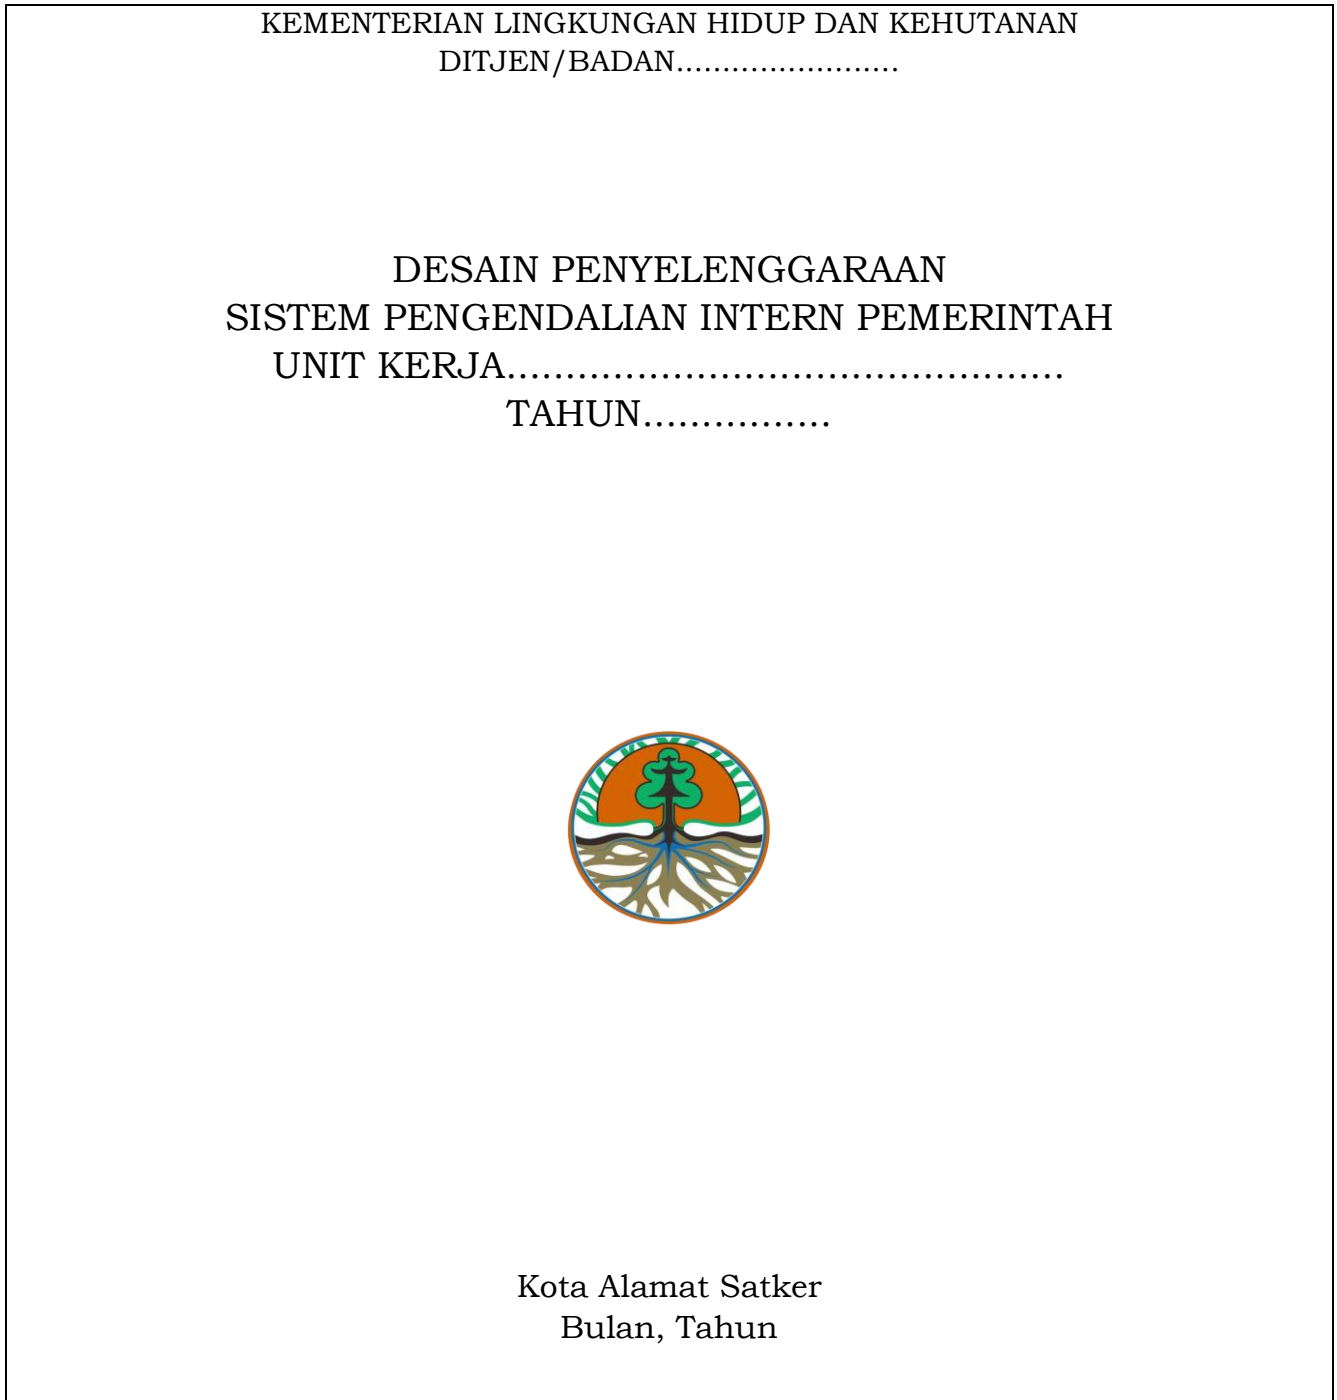 KEMENTERIAN LINGKUNGAN HIDUP DAN KEHUTANAN
DITJEN/BADAN........................
DESAIN PENYELENGGARAAN
SISTEM PENGENDALIAN INTERN PEMERINTAH
UNIT KERJA...............................................
TAHUN................
Kota Alamat Satker
Bulan, Tahun